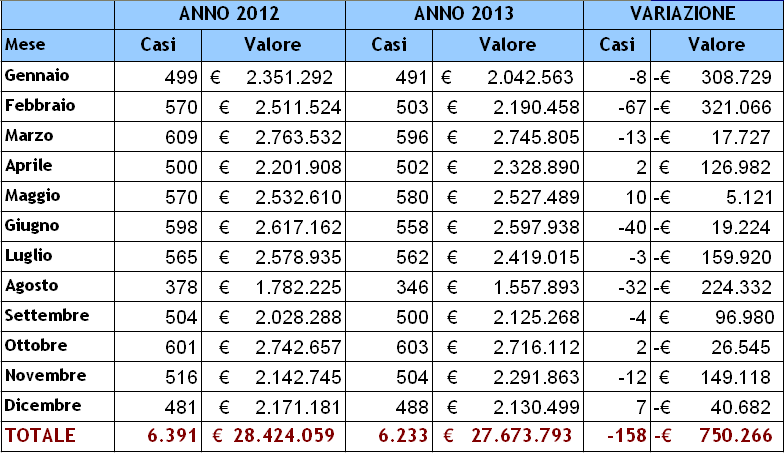 ANNO 2012 ANNO 2013 VARIAZIONE
Mese Casi Valore Casi Valore Casi Valore
Gennaio 499 € 2.351.292 491 € 2.042.563 -8 -€ 308.729
Febbraio 570 € 2.511.524 503 € 2.190.458 -67 -€ 321.066
Marzo 609 € 2.763.532 596 € 2.745.805 -13 -€ 17.727
Aprile 500 € 2.201.908 502 € 2.328.890 2 € 126.982
Maggio 570 € 2.532.610 580 € 2.527.489 10 -€ 5.121
Giugno 598 € 2.617.162 558 € 2.597.938 -40 -€ 19.224
Luglio 565 € 2.578.935 562 € 2.419.015 -3 -€ 159.920
Agosto 378 € 1.782.225 346 € 1.557.893 -32 -€ 224.332
Settembre 504 € 2.028.288 500 € 2.125.268 -4 € 96.980
Ottobre 601 € 2.742.657 603 € 2.716.112 2 -€ 26.545
Novembre 516 € 2.142.745 504 € 2.291.863 -12 € 149.118
Dicembre 481 € 2.171.181 488 € 2.130.499 7 -€ 40.682
TOTALE 6.391 € 28.424.059 6.233 € 27.673.793 -158 -€ 750.266